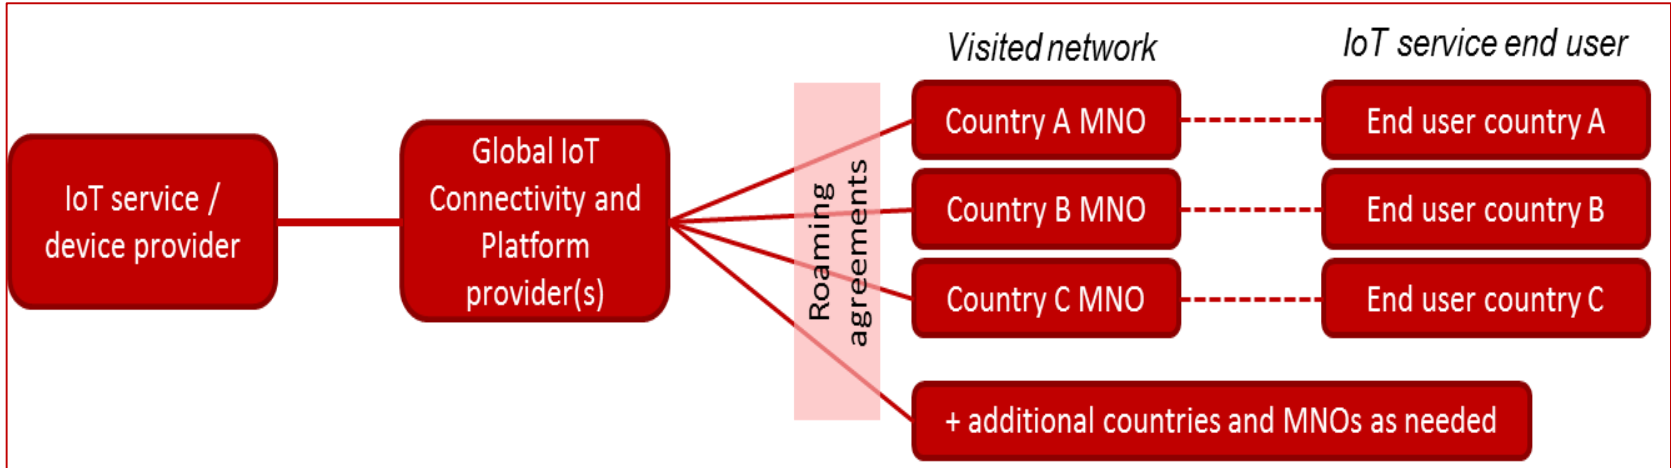 Visited network
IoT service end user
IoT service /
device provider
Global IoT
Connectivity and
Platform
provider(s)
Roaming
agreements
Country A MNO
End user country A
Country B MNO
End user country B
Country C MNO
End user country C
+ additional countries and MNOs as needed